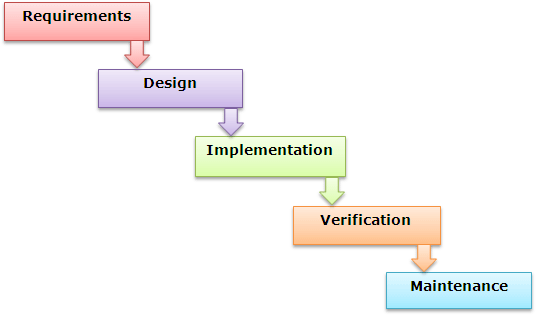 Requirements
Design
Implementation
Verification
Maintenance